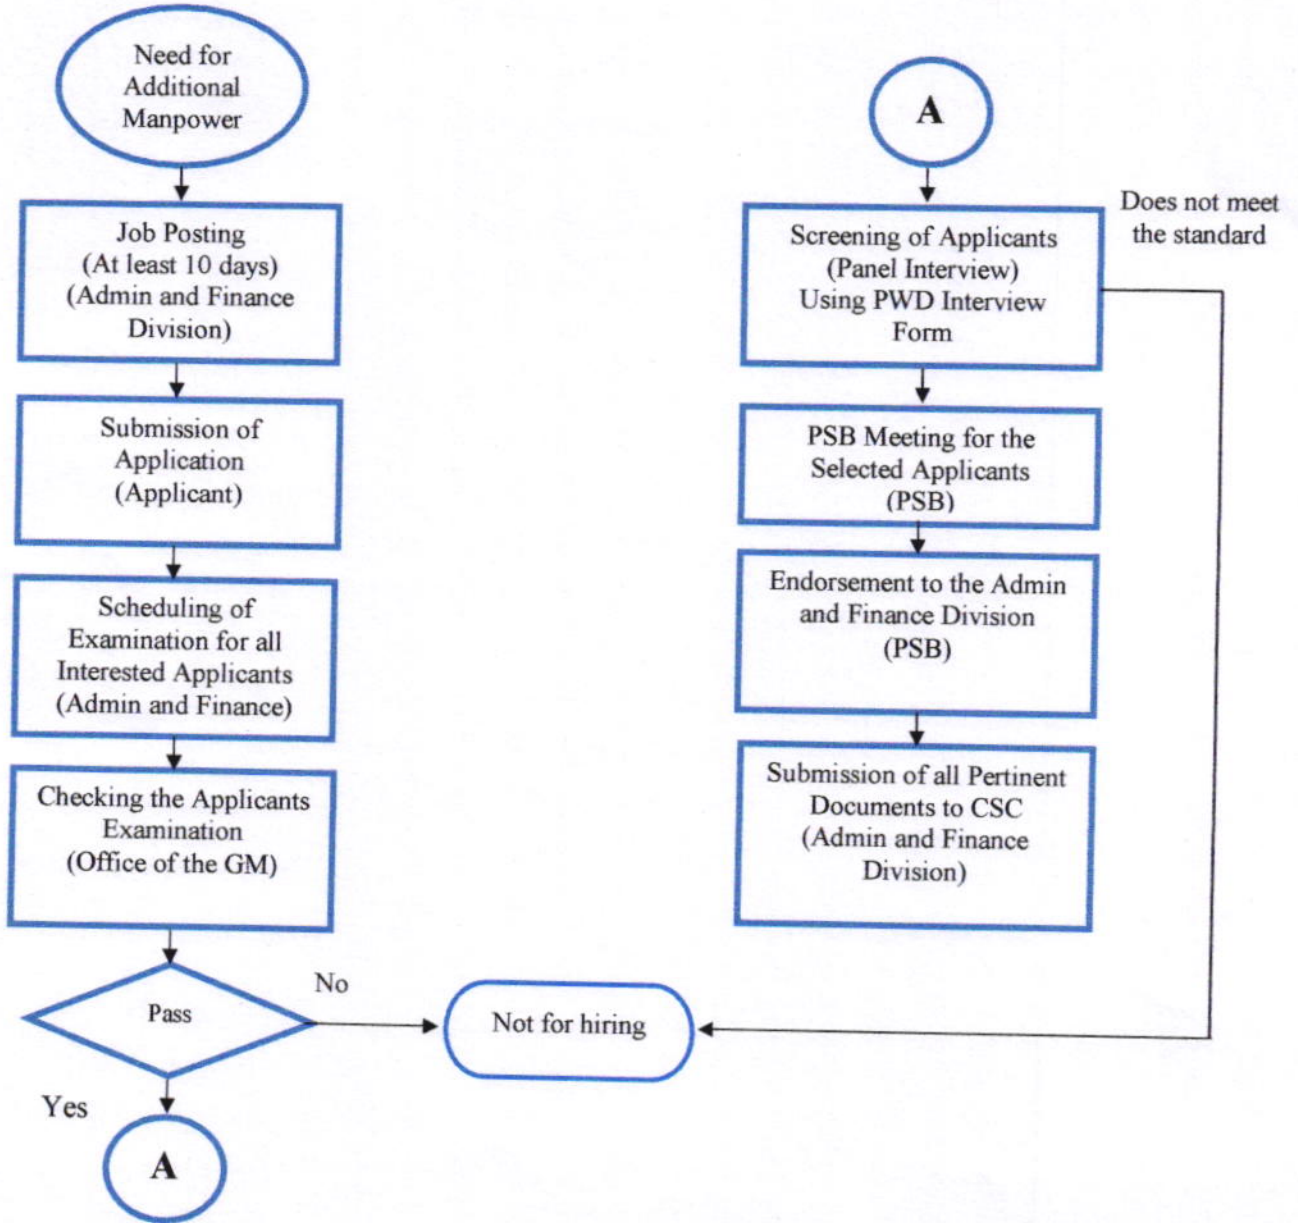 Need for
Additional
Manpower
Job Posting
(At least 10 days)
(Admin and Finance
Division)
Submission of
Application
(Applicant)
Scheduling of
Examination for all
Interested Applicants
(Admin and Finance)
Checking the Applicants
Examination
(Office of the GM)
Pass
No
Yes
A
Not for hiring
A
Screening of Applicants
(Panel Interview)
Using PWD Interview
Form
Does not meet
the standard
PSB Meeting for the
Selected Applicants
(PSB)
Endorsement to the Admin
and Finance Division
(PSB)
Submission of all Pertinent
Documents to CSC
(Admin and Finance
Division)